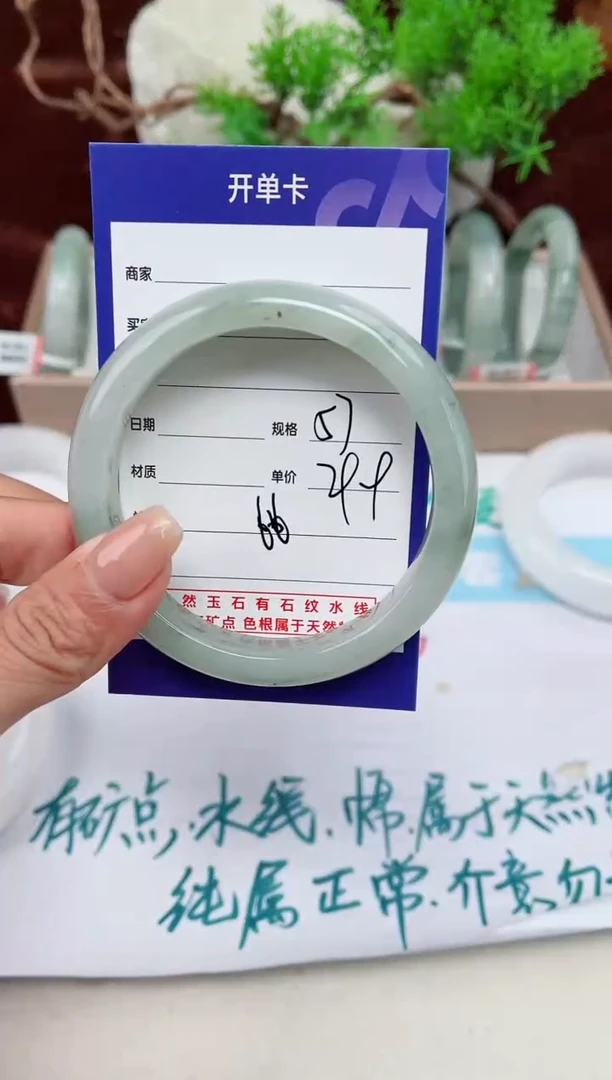 开单卡
商家
买
日期 规格 57
材质 单价 244
66
然玉石有石纹水线
矿点 色根属于天然
有矿点,水线.棉.属于天然
纯属正常.介意勿